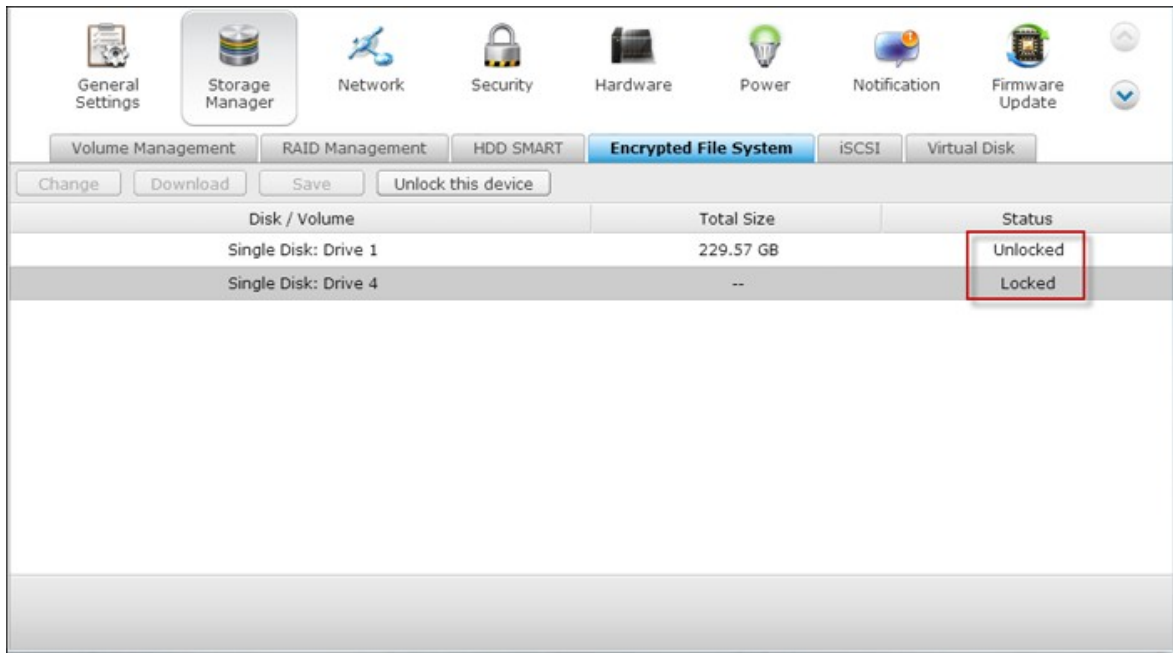 General Settings
Storage Manager
Network
Security
Hardware
Power
Notification
Firmware Update
Volume Management
RAID Management
HDD SMART
Encrypted File System
iSCSI
Virtual Disk
Change
Download
Save
Unlock this device
Disk / Volume
Total Size
Status
Single Disk: Drive 1
229.57 GB
Unlocked
Single Disk: Drive 4
--
Locked